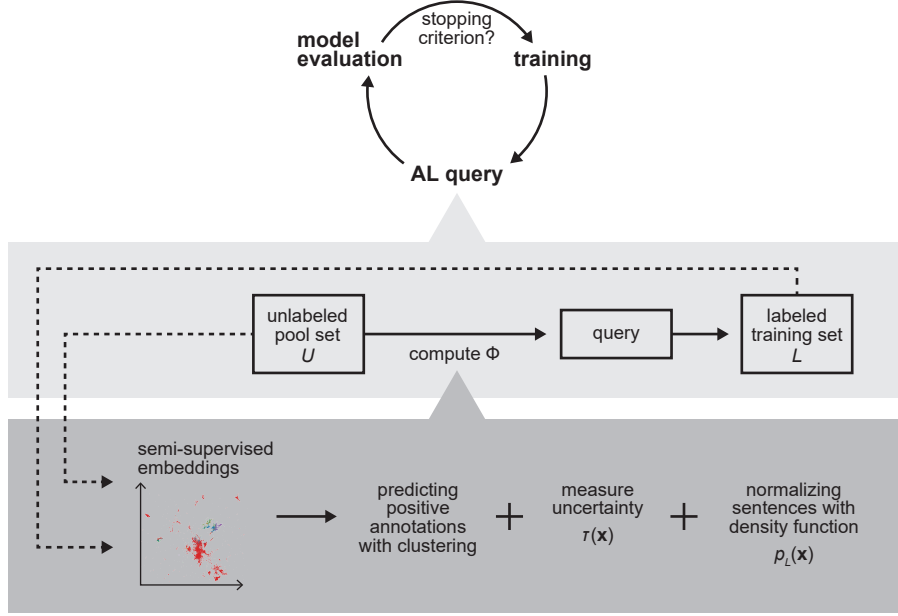 stopping
criterion?
model
evaluation
training
AL query
unlabeled
pool set
U
compute Φ
query
labeled
training set
L
semi-supervised
embeddings
predicting
positive
annotations
with clustering
+
measure
uncertainty
τ(x)
+
normalizing
sentences with
density function
p_L(x)